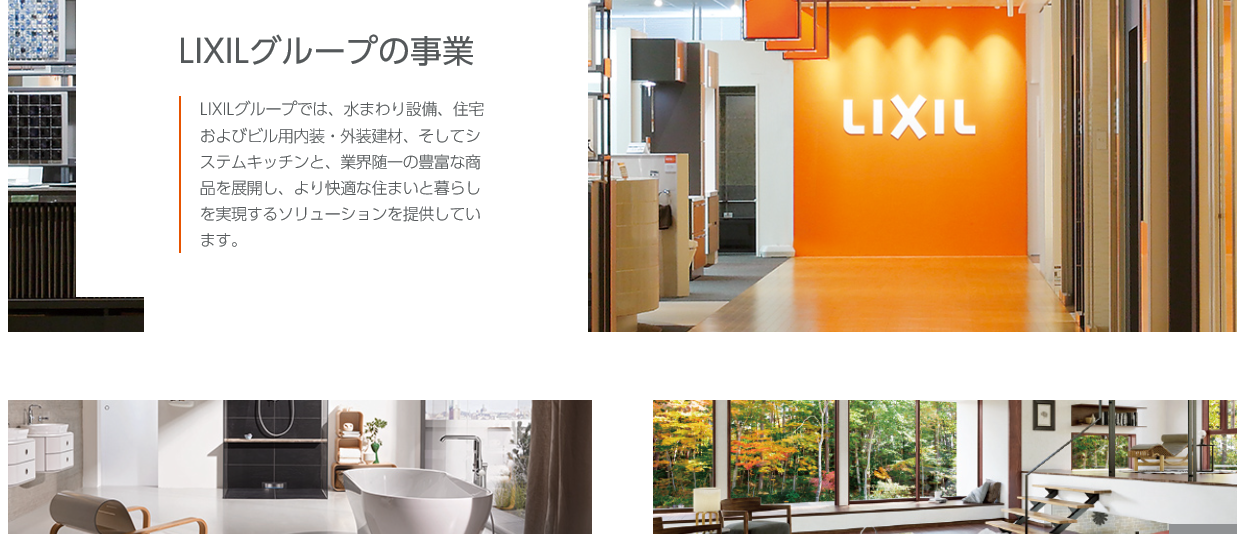 LIXILグループの事業
LIXILグループでは、水まわり設備、住宅
およびビル用内装・外装建材、そしてシ
ステムキッチンと、業界随一の豊富な商
品を展開し、より快適な住まいと暮らし
を実現するソリューションを提供してい
ます。
LIXIL